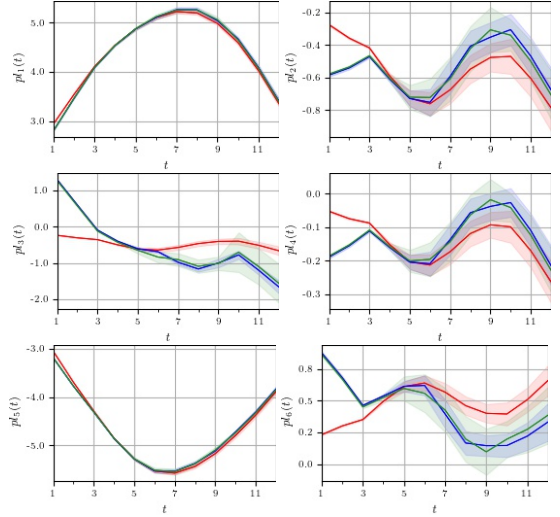 5.0
4.0
3.0
pl₁(t)
1 3 5 7 9 11
t
-0.2
-0.4
-0.6
-0.8
pl₂(t)
1 3 5 7 9 11
t
1.0
0.0
-1.0
-2.0
pl₃(t)
1 3 5 7 9 11
t
0.0
-0.1
-0.2
-0.3
pl₄(t)
1 3 5 7 9 11
t
-3.0
-4.0
-5.0
pl₅(t)
1 3 5 7 9 11
t
0.8
0.5
0.2
0.0
pl₆(t)
1 3 5 7 9 11
t